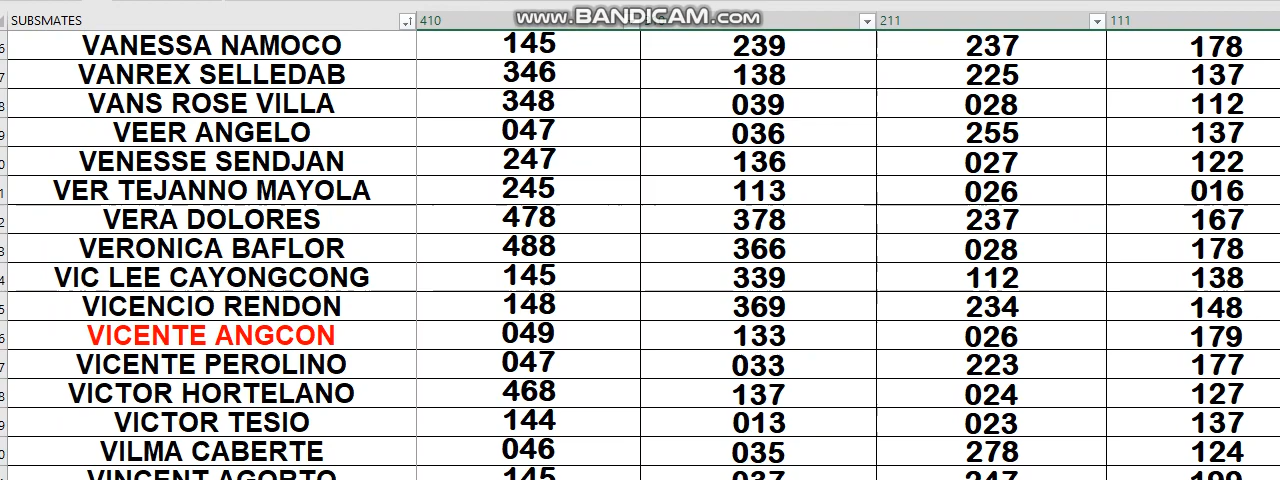 www.BANDICAM.com
SUBSMATES 410 211 111
VANESSA NAMOCO 145 239 237 178
VANREX SELLEDAB 346 138 225 137
VANS ROSE VILLA 348 039 028 112
VEER ANGELO 047 036 255 137
VENESSE SENDJAN 247 136 027 122
VER TEJANNO MAYOLA 245 113 026 016
VERA DOLORES 478 378 237 167
VERONICA BAFLOR 488 366 028 178
VIC LEE CAYONGCONG 145 339 112 138
VICENCIO RENDON 148 369 234 148
VICENTE ANGCON 049 133 026 179
VICENTE PEROLINO 047 033 223 177
VICTOR HORTELANO 468 137 024 127
VICTOR TESIO 144 013 023 137
VILMA CABERTE 046 035 278 124
VINCENT AGORTO 145 037 247 199